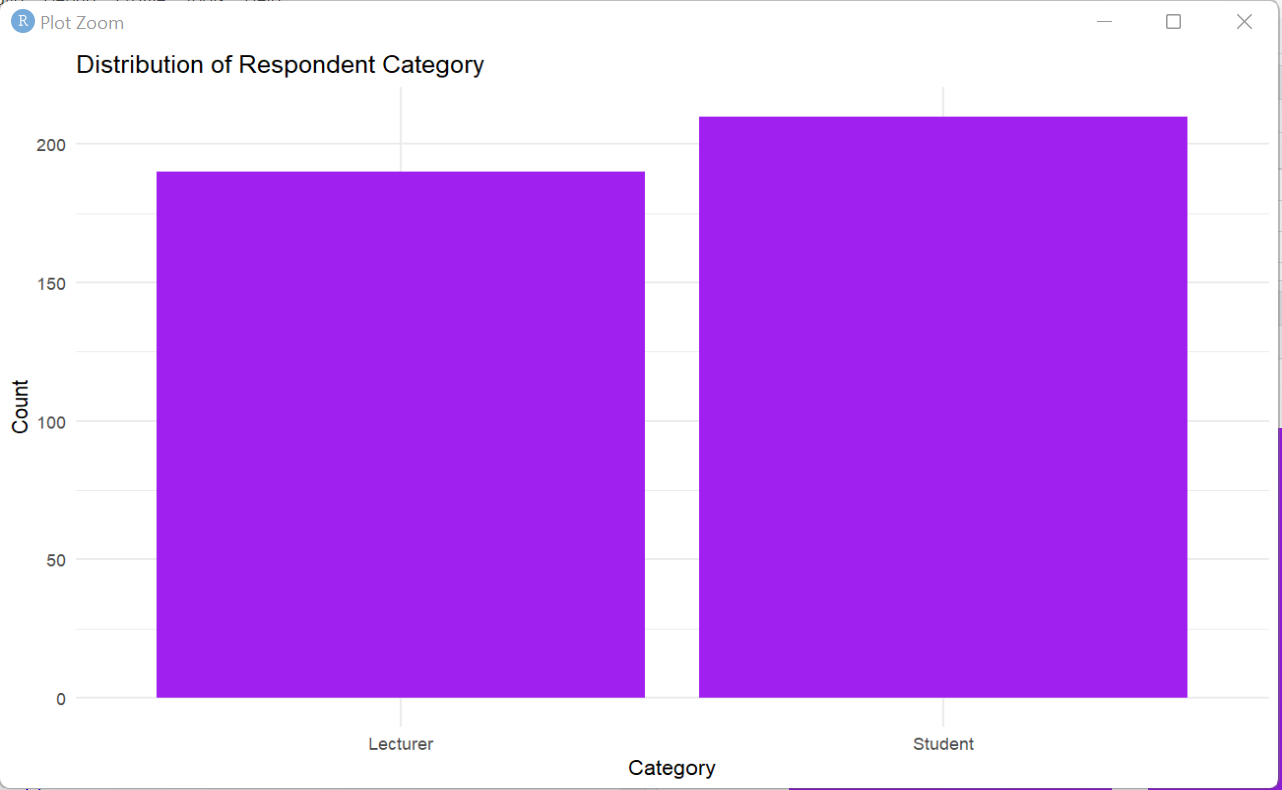 R Plot Zoom
Distribution of Respondent Category
200
150
100
50
0
Count
Lecturer
Student
Category